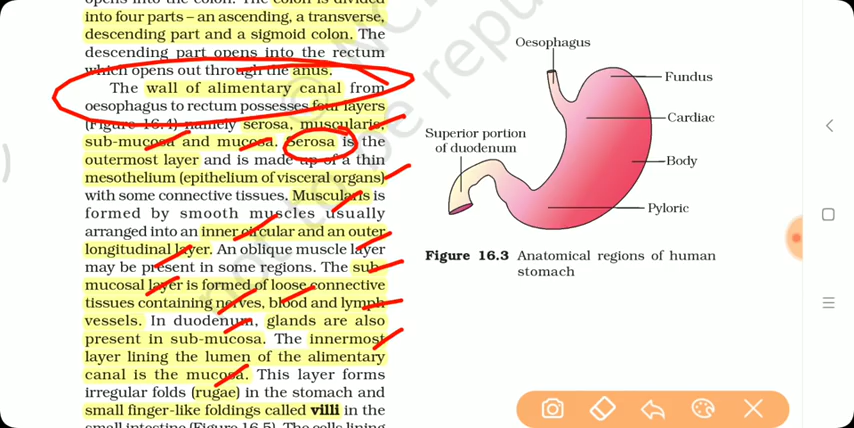 opens into the colon. The colon is divided
into four parts – an ascending, a transverse,
descending part and a sigmoid colon. The
descending part opens into the rectum
which opens out through the anus.
The wall of alimentary canal from
oesophagus to rectum possesses four layers
(Figure 16.4) namely serosa, muscularis,
sub-mucosa and mucosa. Serosa is the
outermost layer and is made up of a thin
mesothelium (epithelium of visceral organs)
with some connective tissues. Muscularis is
formed by smooth muscles usually
arranged into an inner circular and an outer
longitudinal layer. An oblique muscle layer
may be present in some regions. The sub-
mucosal layer is formed of loose connective
tissues containing nerves, blood and lymph
vessels. In duodenum, glands are also
present in sub-mucosa. The innermost
layer lining the lumen of the alimentary
canal is the mucosa. This layer forms
irregular folds (rugae) in the stomach and
small finger-like foldings called villi in the
small intestine (Figure 16.5). The cells lining
Oesophagus
Fundus
Cardiac
Superior portion
of duodenum
Body
Pyloric
Figure 16.3 Anatomical regions of human
stomach